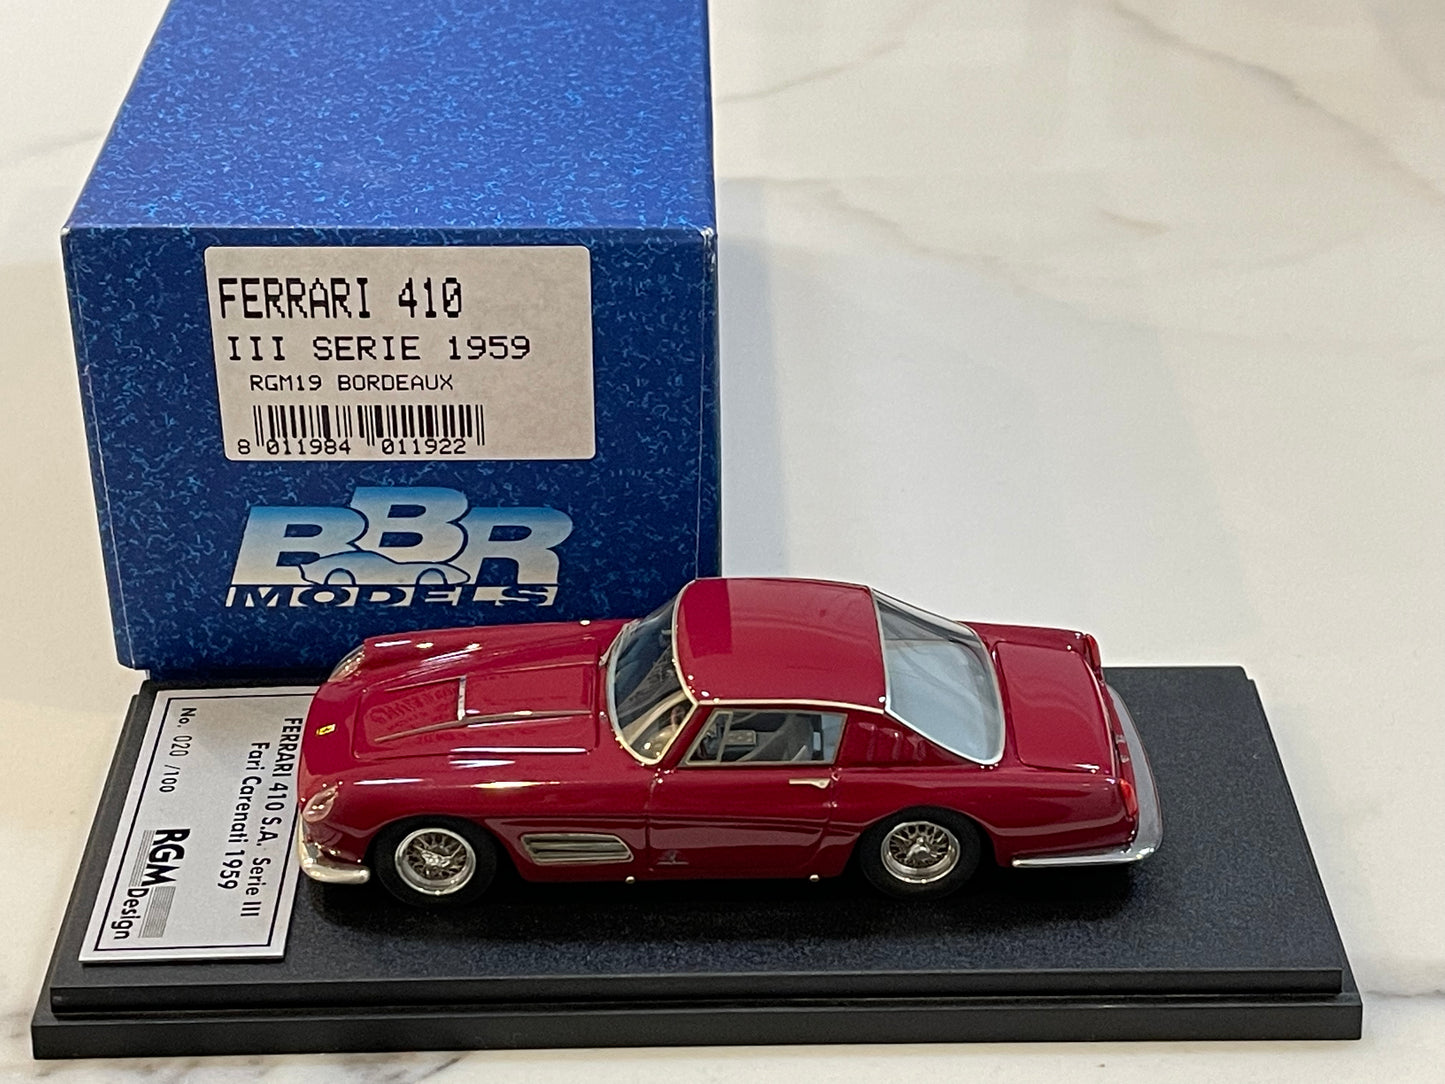 FERRARI 410
III SERIE 1959
RGM19 BORDEAUX
8 011984 011922
BBR
MODELS
FERRARI 410 S.A. Serie III
Fari Carenati 1959
No. 020 /100
RGM Design